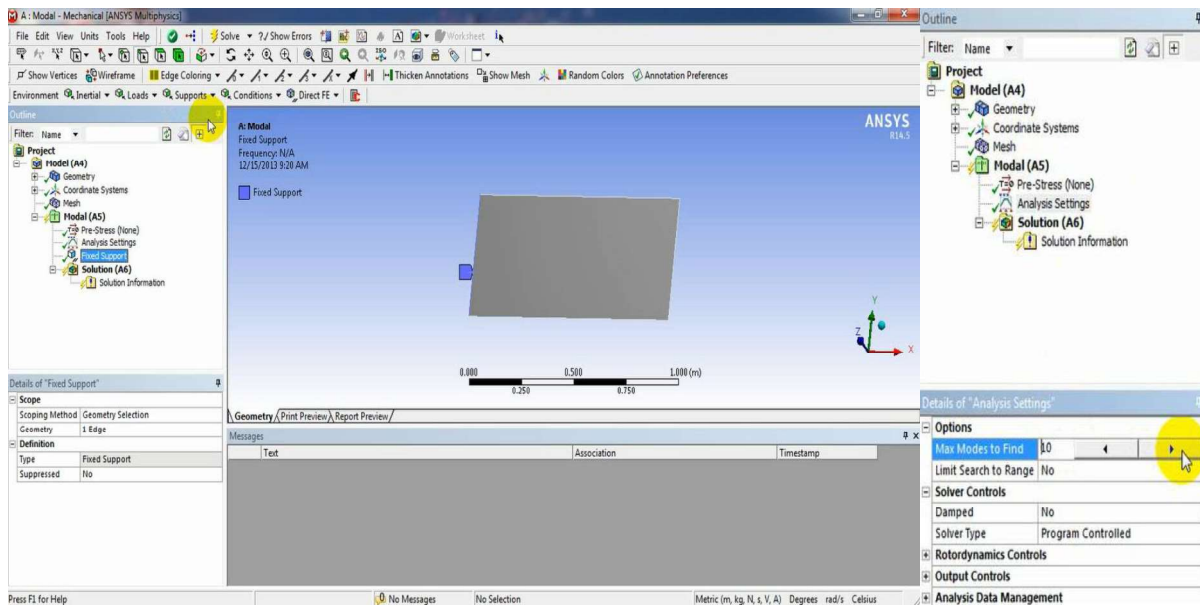 A : Modal - Mechanical [ANSYS Multiphysics]
File Edit View Units Tools Help Solve ?/ Show Errors Worksheet
Show Vertices Wireframe Edge Coloring Thicken Annotations Show Mesh Random Colors Annotation Preferences
Environment Inertial Loads Supports Conditions Direct FE
Outline
Filter: Name
Project
Model (A4)
Geometry
Coordinate Systems
Mesh
Modal (A5)
Pre-Stress (None)
Analysis Settings
Fixed Support
Solution (A6)
Solution Information
A: Modal
Fixed Support
Frequency: N/A
12/15/2013 9:20 AM
Fixed Support
ANSYS
R14.5
Y
Z
X
0.000 0.500 1.000 (m)
0.250 0.750
Details of "Fixed Support"
Scope
Scoping Method Geometry Selection
Geometry 1 Edge
Definition
Type Fixed Support
Suppressed No
Geometry Print Preview Report Preview
Messages
Text Association Timestamp
Press F1 for Help No Messages No Selection Metric (m, kg, N, s, V, A) Degrees rad/s Celsius
Outline
Filter: Name
Project
Model (A4)
Geometry
Coordinate Systems
Mesh
Modal (A5)
Pre-Stress (None)
Analysis Settings
Solution (A6)
Solution Information
Details of "Analysis Settings"
Options
Max Modes to Find 10
Limit Search to Range No
Solver Controls
Damped No
Solver Type Program Controlled
Rotordynamics Controls
Output Controls
Analysis Data Management